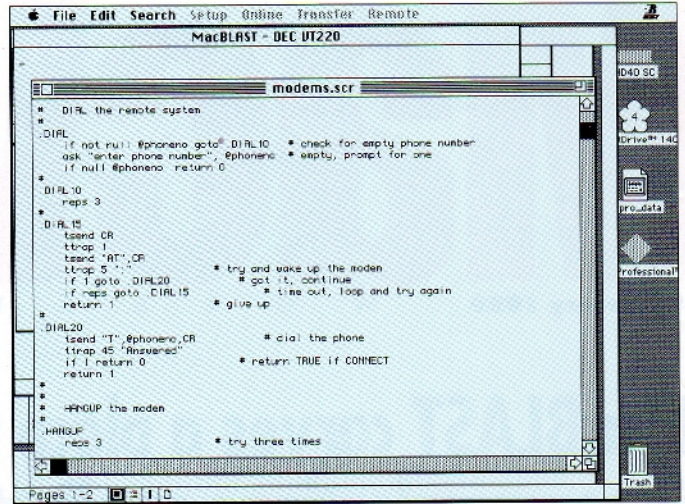 File Edit Search Setup Online Transfer Remote
MacBLAST - DEC VT220
modems.scr
# DIAL the remote system
#
.DIAL
if not null @phoneno goto .DIAL10 # check for empty phone number
ask "enter phone number", @phoneno # empty, prompt for one
if null @phoneno return 0
#
.DIAL10
reps 3
#
.DIAL15
tsend CR
ttrap 1
tsend "AT",CR
ttrap 5 ":" # try and wake up the modem
if 1 goto .DIAL20 # got it, continue
if reps goto .DIAL15 # time out, loop and try again
return 1 # give up
#
.DIAL20
tsend "T",@phoneno,CR # dial the phone
ttrap 45 "Answered"
if 1 return 0 # return TRUE if CONNECT
return 1
#
#
# HANGUP the modem
#
.HANGUP
reps 3 # try three times
Pages 1-2
HD40 SC
Drive™ 140
pro_data
Professional
Trash